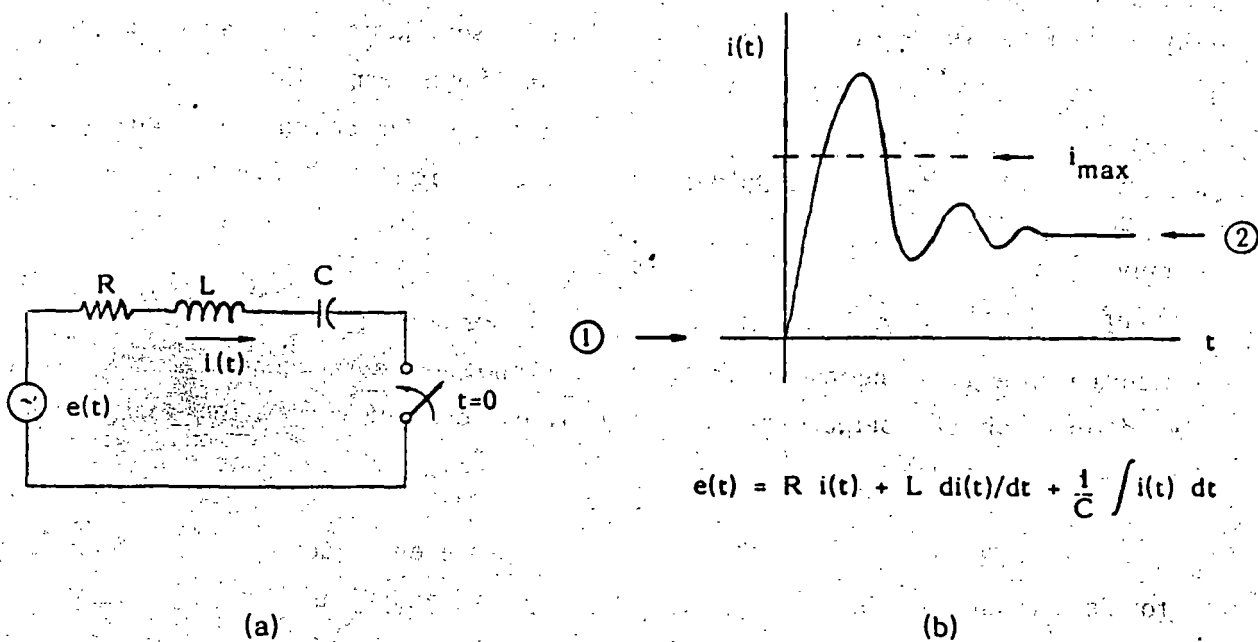 R
L
C
i(t)
e(t)
~
t=0
(a)
i(t)
i_max
②
①
t
e(t) = R i(t) + L di(t)/dt + 1/C ∫i(t) dt
(b)